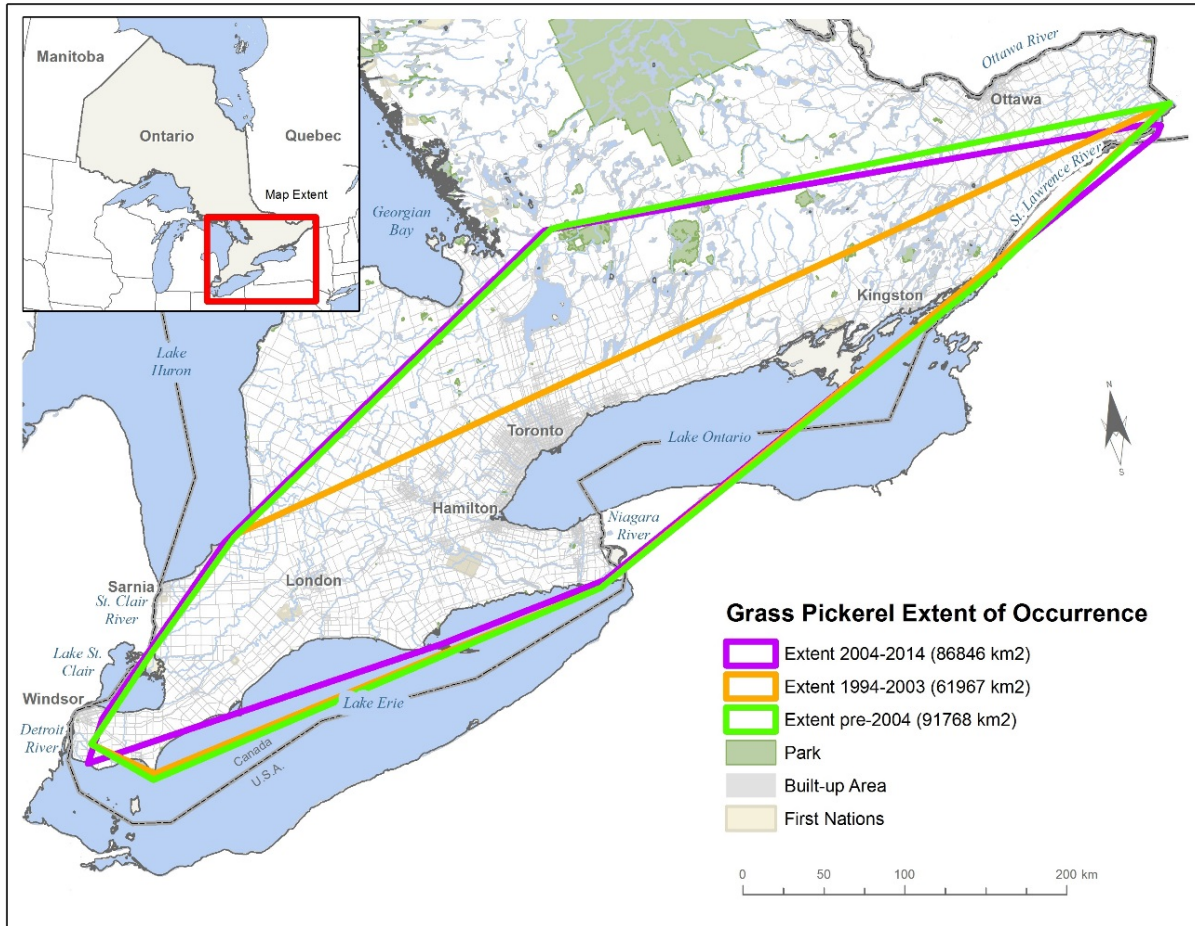 Manitoba
Ontario
Quebec
Map Extent
Ottawa River
Ottawa
St. Lawrence River
Georgian
Bay
Kingston
Lake
Huron
Toronto
Lake Ontario
N
S
Hamilton
Niagara
River
Sarnia
St. Clair
River
London
Lake St.
Clair
Windsor
Detroit
River
Lake Erie
Canada
U.S.A.
Grass Pickerel Extent of Occurrence
Extent 2004-2014 (86846 km2)
Extent 1994-2003 (61967 km2)
Extent pre-2004 (91768 km2)
Park
Built-up Area
First Nations
0 50 100 200 km